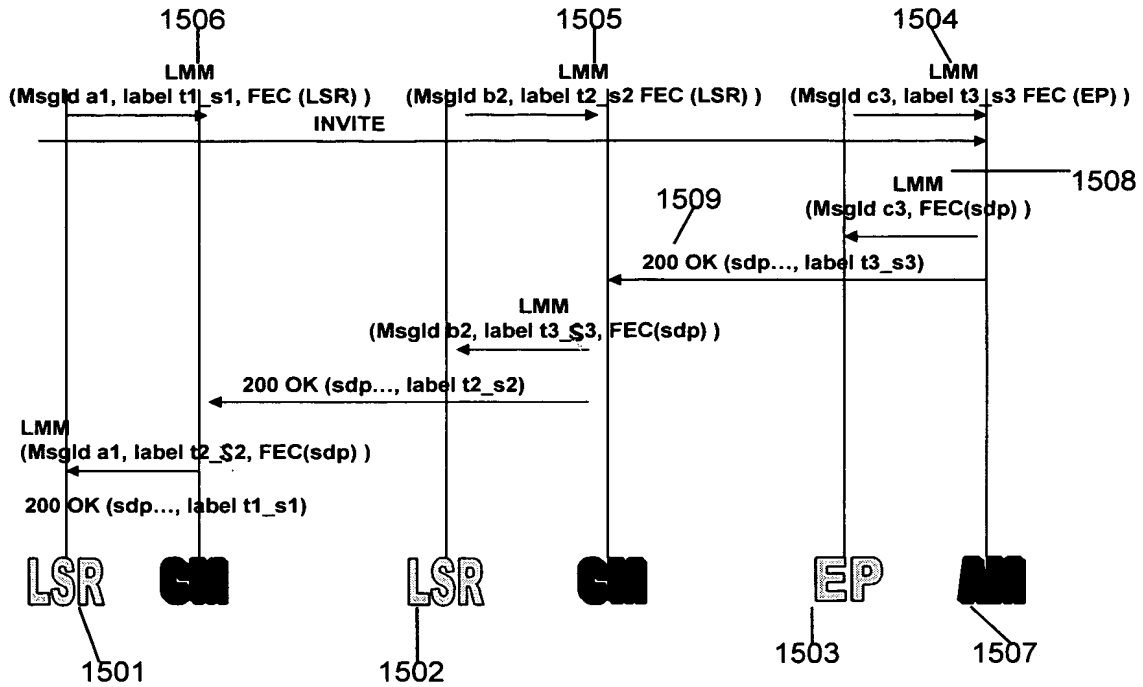 1506
1505
1504
LMM
(MsgId a1, label t1_s1, FEC (LSR) )
LMM
(MsgId b2, label t2_s2 FEC (LSR) )
LMM
(MsgId c3, label t3_s3 FEC (EP) )
INVITE
1508
LMM
(MsgId c3, FEC(sdp) )
1509
200 OK (sdp..., label t3_s3)
LMM
(MsgId b2, label t3_S3, FEC(sdp) )
200 OK (sdp..., label t2_s2)
LMM
(MsgId a1, label t2_S2, FEC(sdp) )
200 OK (sdp..., label t1_s1)
LSR
LSR
EP
AM
1501
1502
1503
1507